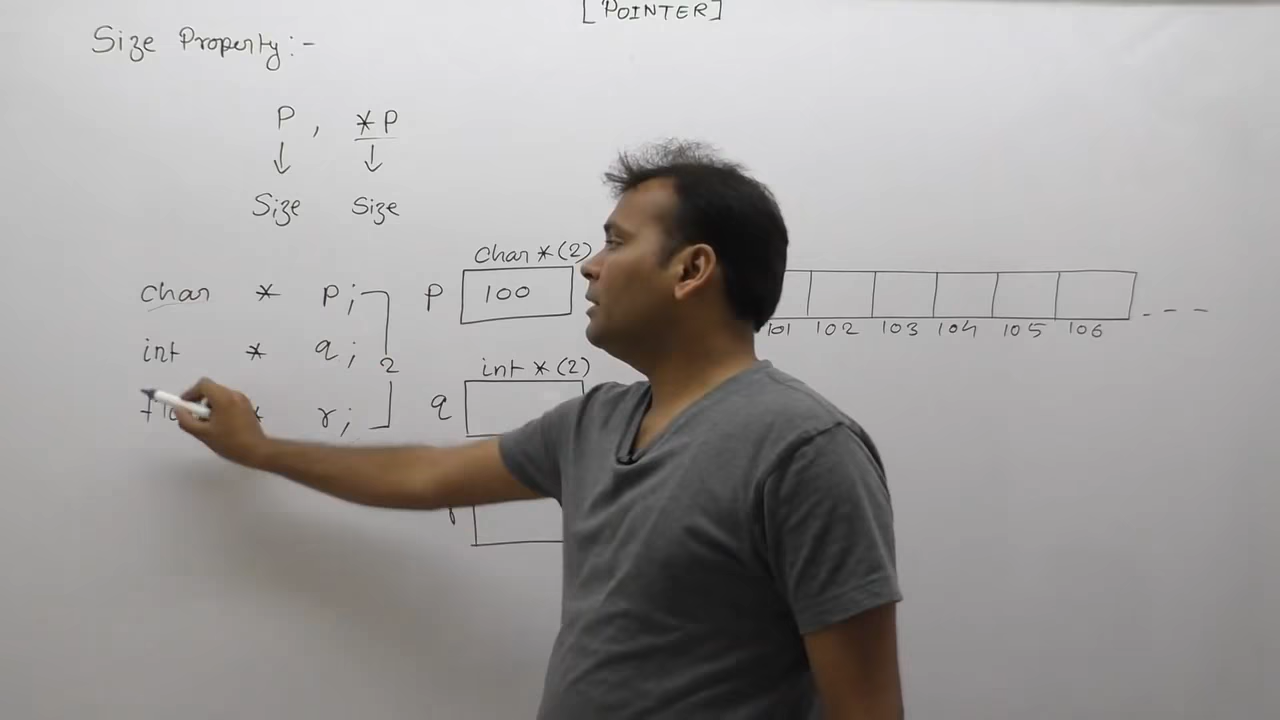 [POINTER]
Size Property:-
P , *P
↓ ↓
Size Size
char *(2)
char * p; p 100
101 102 103 104 105 106 ----
int * q; 2
int *(2)
* r; q